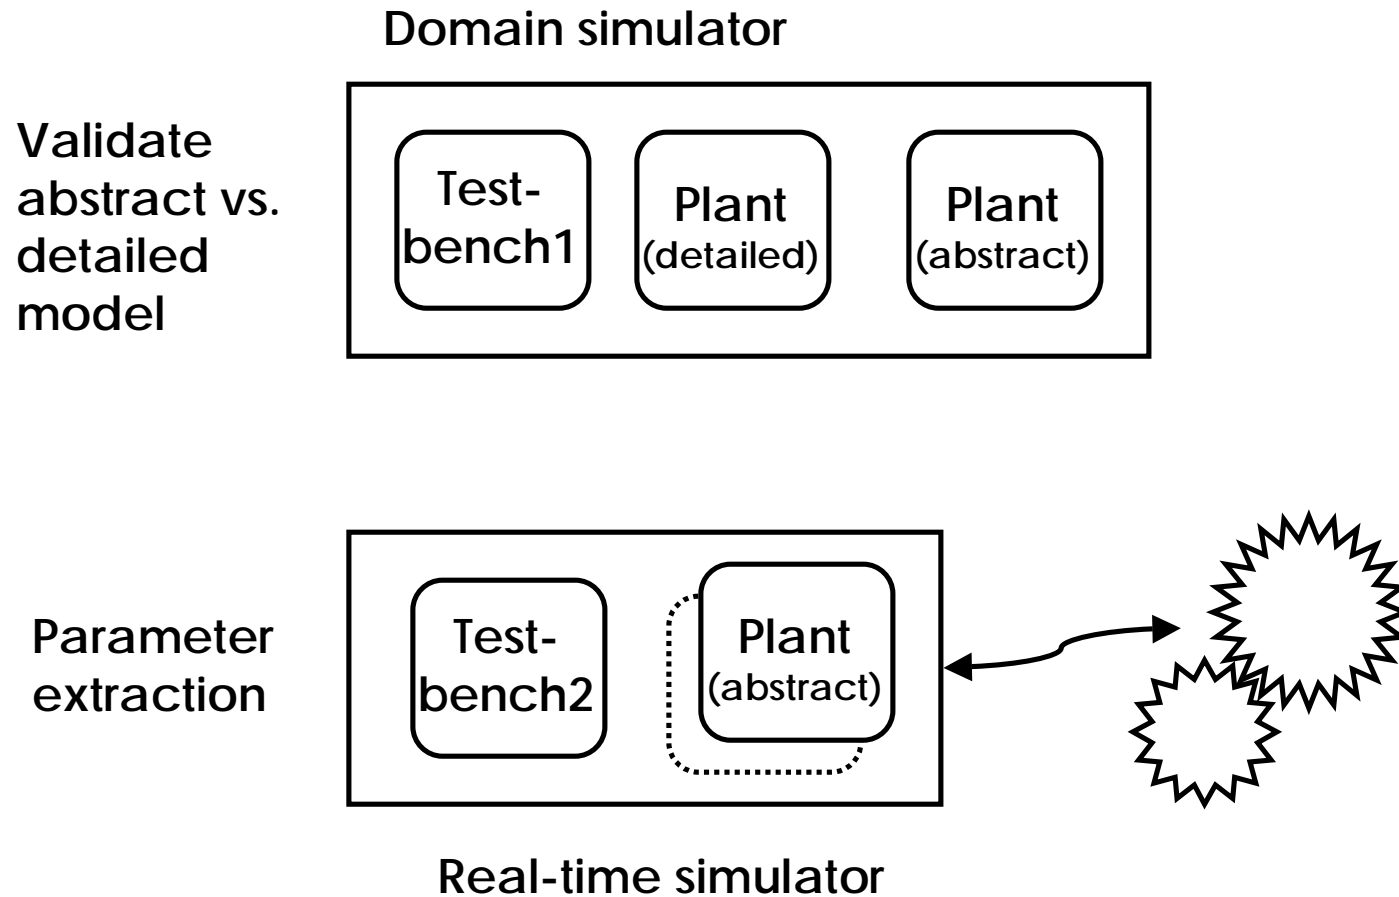 Domain simulator
Validate
abstract vs.
detailed
model
Test-
bench1
Plant
(detailed)
Plant
(abstract)
Parameter
extraction
Test-
bench2
Plant
(abstract)
Real-time simulator